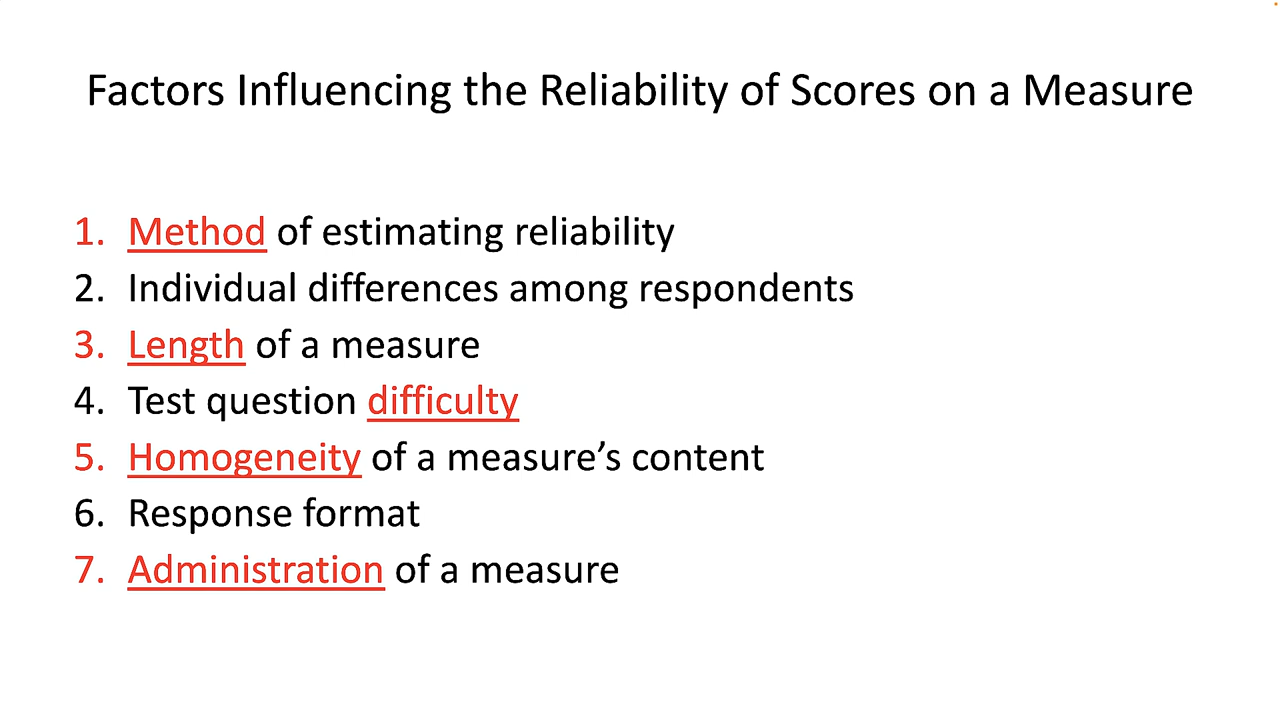 Factors Influencing the Reliability of Scores on a Measure
1. Method of estimating reliability
2. Individual differences among respondents
3. Length of a measure
4. Test question difficulty
5. Homogeneity of a measure’s content
6. Response format
7. Administration of a measure